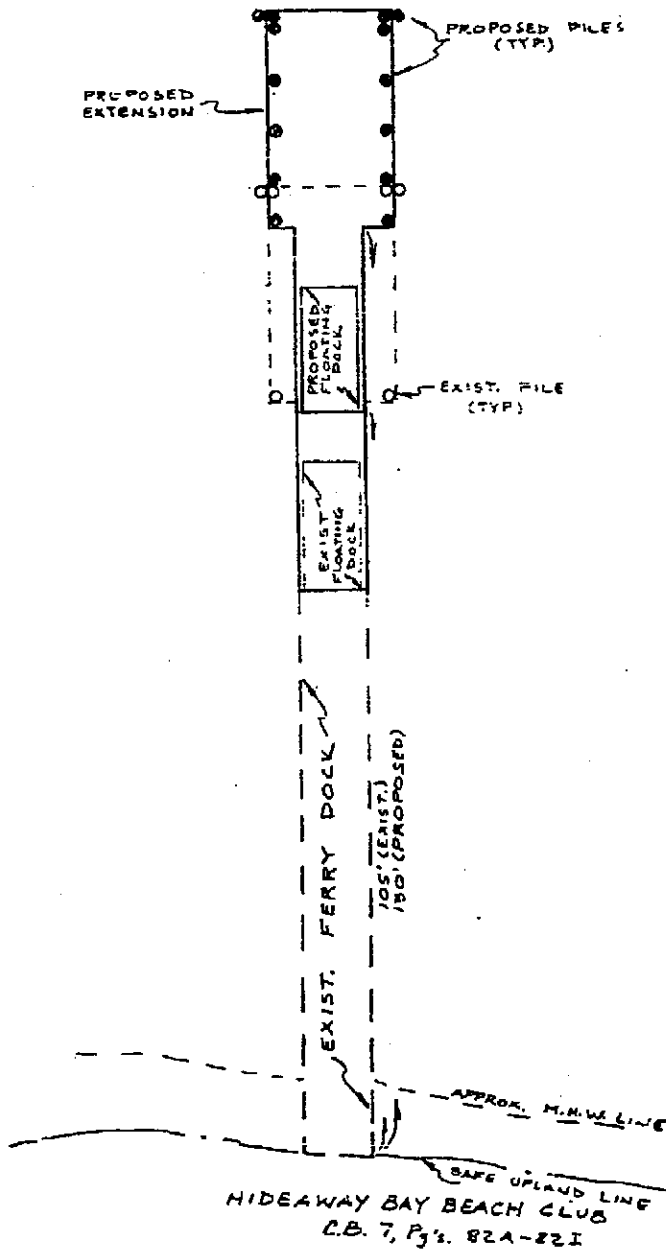 PROPOSED PILES
(TYP.)
PROPOSED
EXTENSION
PROPOSED
FLOATING
DOCK
EXIST. PILE
(TYP)
EXIST
FLOATING
DOCK
EXIST. FERRY DOCK
105' (EXIST.)
130' (PROPOSED)
APPROX. M.H.W. LINE
SAFE UPLAND LINE
HIDEAWAY BAY BEACH CLUB
C.B. 7, Pg's. 82A-82I